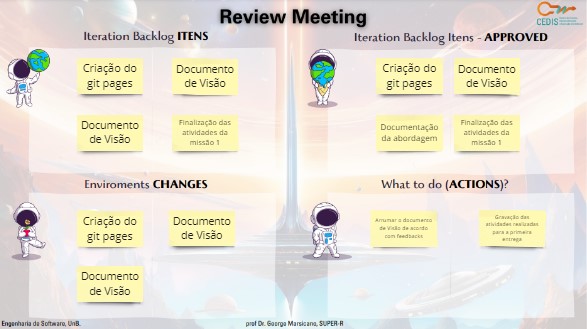 Review Meeting
CEDIS
Iteration Backlog ITENS
Criação do
git pages
Documento
de Visão
Documento
de Visão
Finalização das
atividades da
missão 1
Iteration Backlog Itens - APPROVED
Criação do
git pages
Documento
de Visão
Documentação
da abordagem
Finalização das
atividades da
missão 1
Enviroments CHANGES
Criação do
git pages
Documento
de Visão
Documento
de Visão
What to do (ACTIONS)?
Arrumar o documento
de Visão de acordo
com feedbacks
Gravação das
atividades realizadas
para a primeira
entrega
Engenharia de Software, UnB.
prof Dr. George Marsicano, SUPER-R